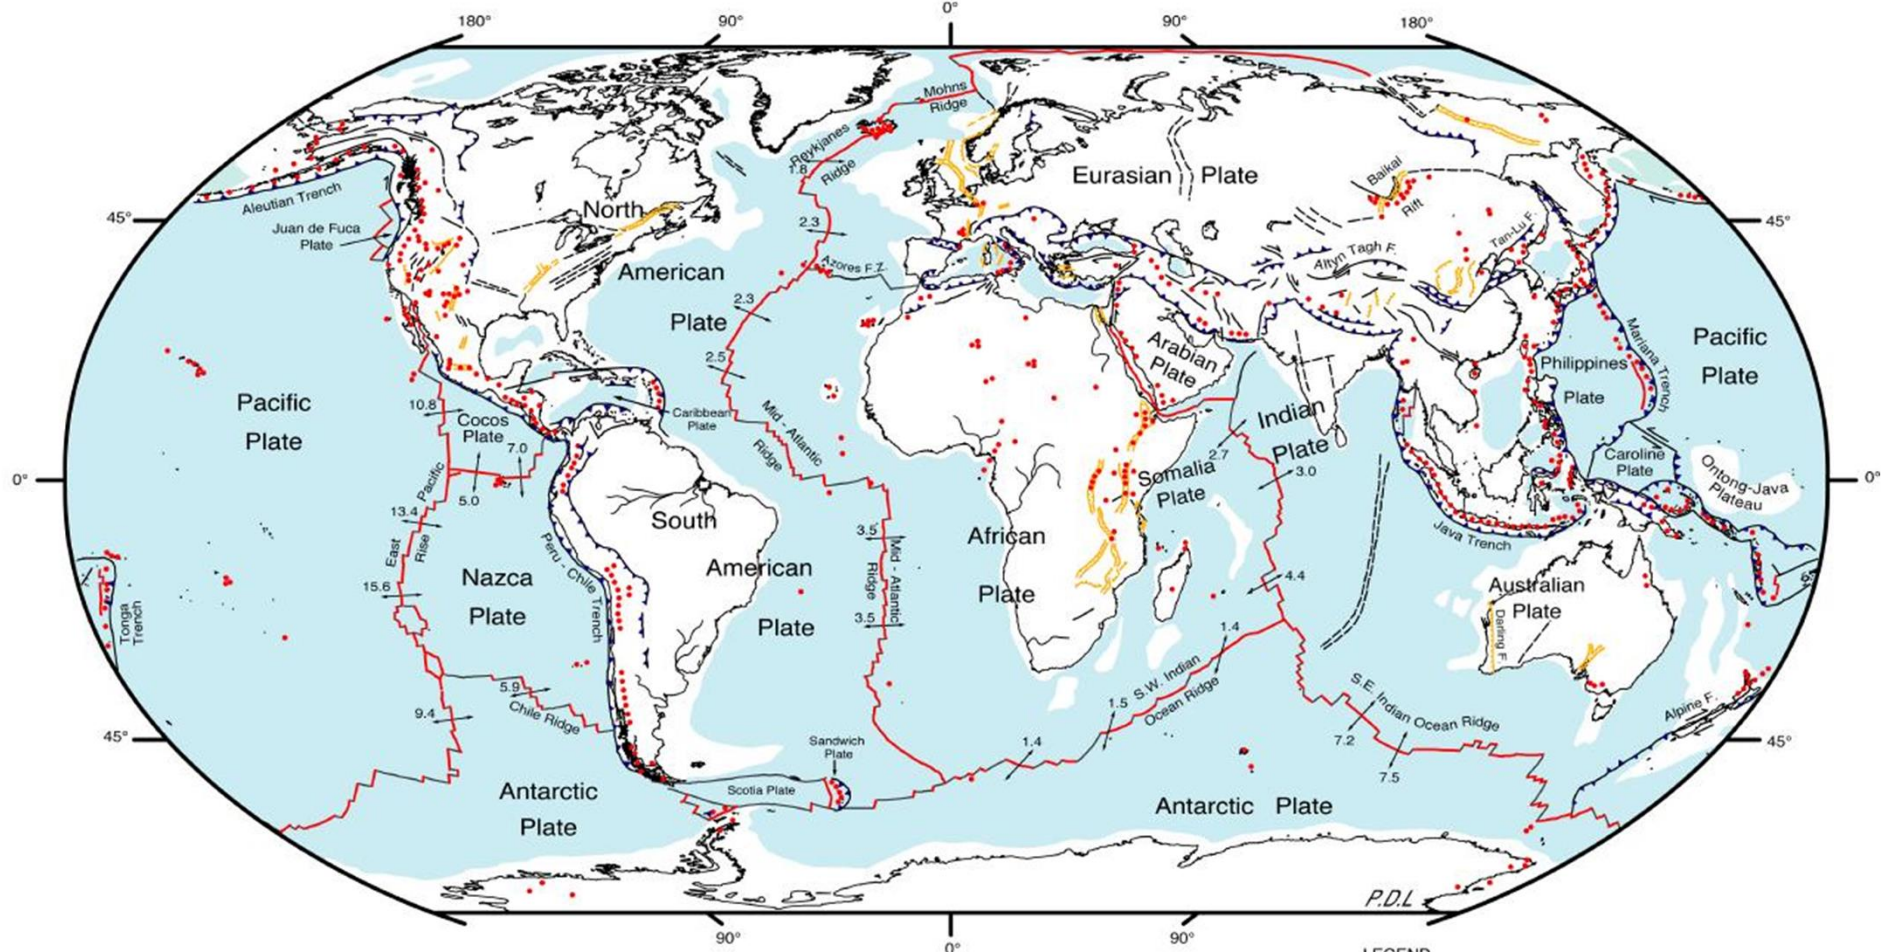 180°
90°
0°
90°
180°
Mohns
Ridge
Reykjanes
Ridge
1.8
Aleutian Trench
45°
Juan de Fuca
Plate
North
American
Plate
2.3
Azores F.Z.
2.3
2.5
Eurasian Plate
Baikal
Rift
Tan-Lu F.
Altyn Tagh F.
45°
Arabian
Plate
Mariana Trench
Pacific
Plate
Philippines
Plate
Pacific
Plate
10.8
Cocos
Plate
7.0
5.0
Caribbean
Plate
Mid - Atlantic
Ridge
Indian
Plate
2.7
3.0
Somalia
Plate
Caroline
Plate
Ontong-Java
Plateau
0°
0°
East Pacific
Rise
13.4
15.6
South
American
Plate
3.5
Mid - Atlantic
Ridge
3.5
African
Plate
4.4
Java Trench
Australian
Plate
Darling F.
Tonga
Trench
Nazca
Plate
Peru - Chile Trench
1.4
5.9
Chile Ridge
9.4
1.5
S.W. Indian
Ocean Ridge
S.E. Indian Ocean Ridge
Alpine F.
45°
45°
7.2
7.5
1.4
Sandwich
Plate
Scotia Plate
Antarctic
Plate
Antarctic Plate
P.D.L
90°
0°
90°
LEGEND